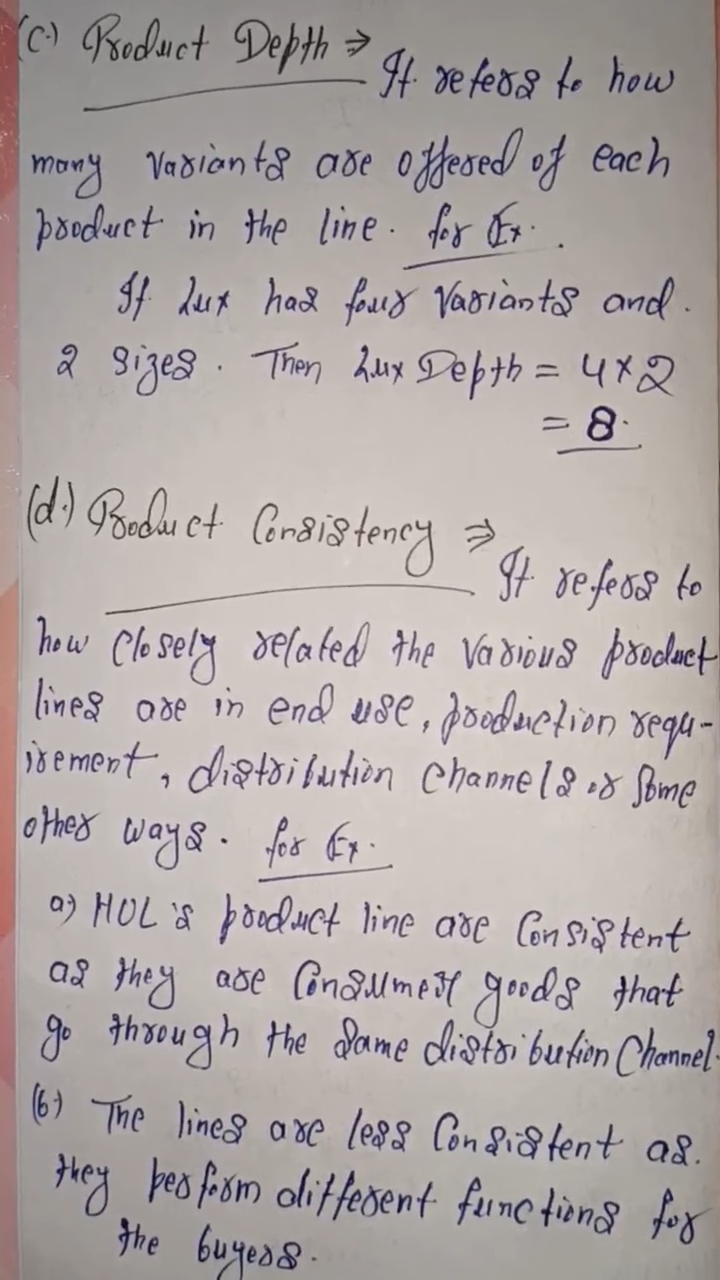 (c.) Product Depth ⇒
It refers to how
many variants are offered of each
product in the line. for Ex.
If Lux has four variants and
2 sizes. Then Lux Depth = 4 × 2
= 8.
(d.) Product Consistency ⇒
It refers to
how closely related the various product
lines are in end use, production requ-
irement, distribution channels or some
other ways. for Ex.
a) HUL's product line are Consistent
as they are Consumer goods that
go through the same distribution Channel.
(b) The lines are less Consistent as
they perform different functions for
the buyers.